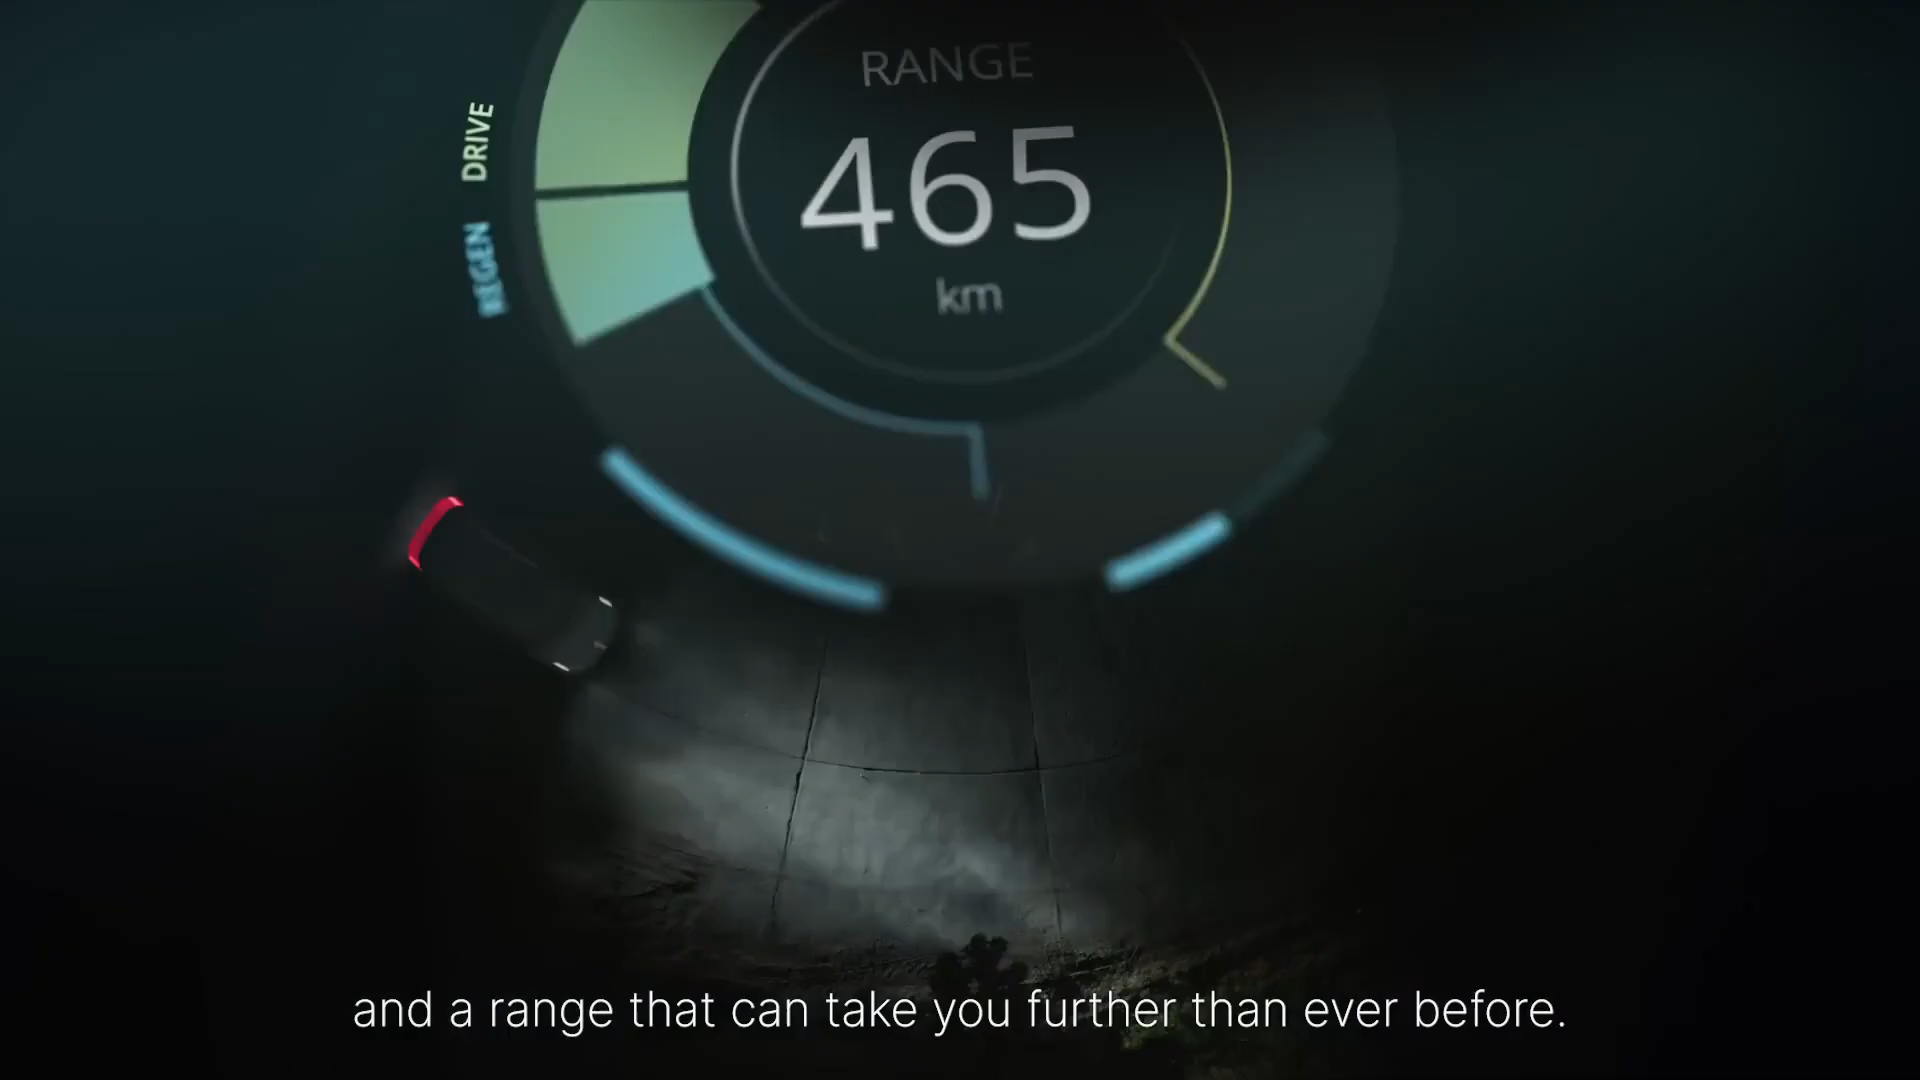 RANGE
465
km
DRIVE
REGEN
and a range that can take you further than ever before.